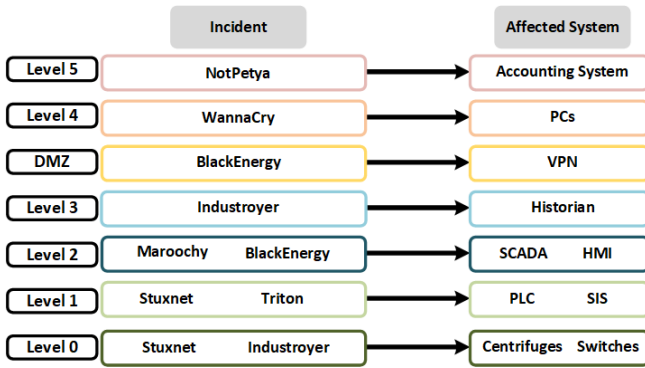 Incident Affected System
Level 5 NotPetya Accounting System
Level 4 WannaCry PCs
DMZ BlackEnergy VPN
Level 3 Industroyer Historian
Level 2 Maroochy BlackEnergy SCADA HMI
Level 1 Stuxnet Triton PLC SIS
Level 0 Stuxnet Industroyer Centrifuges Switches